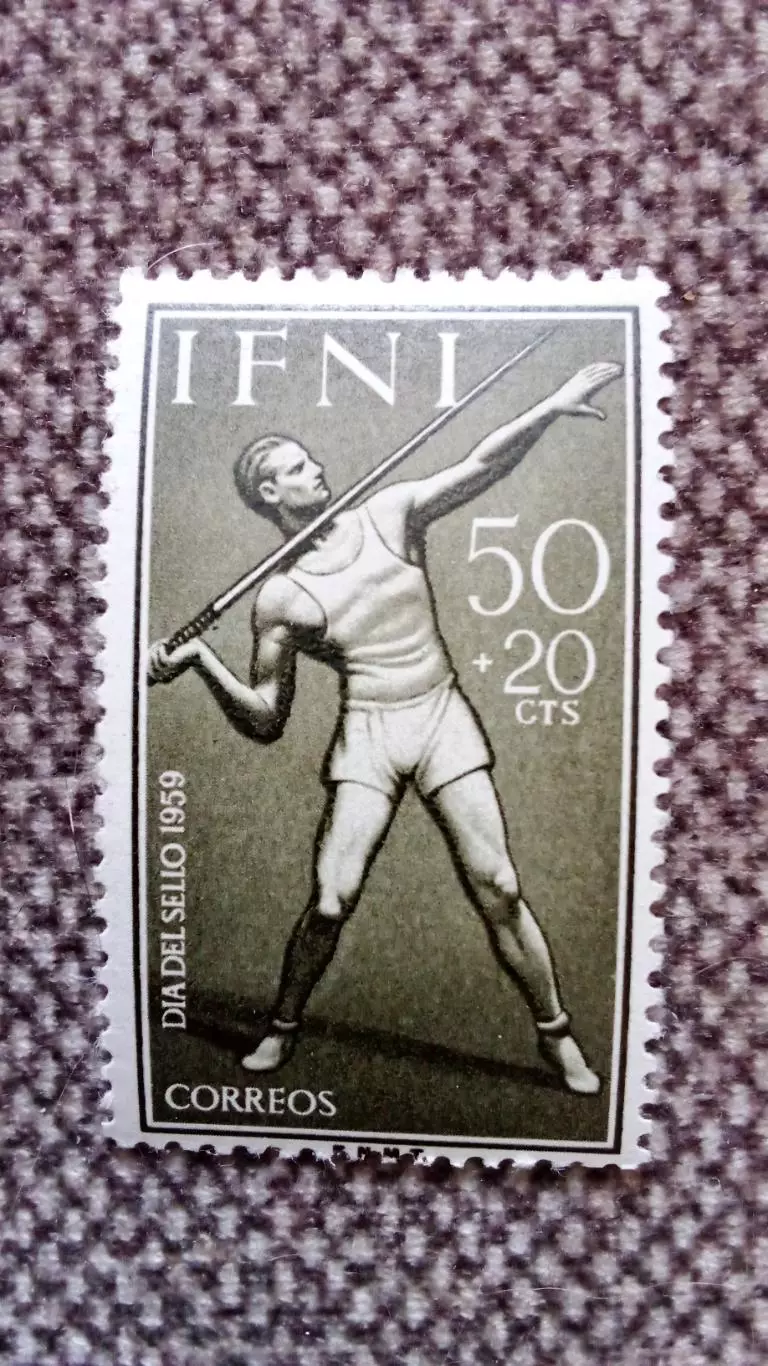 IFNI
50
+ 20
CTS
DIA DEL SELLO 1959
CORREOS
F.N.M.T.